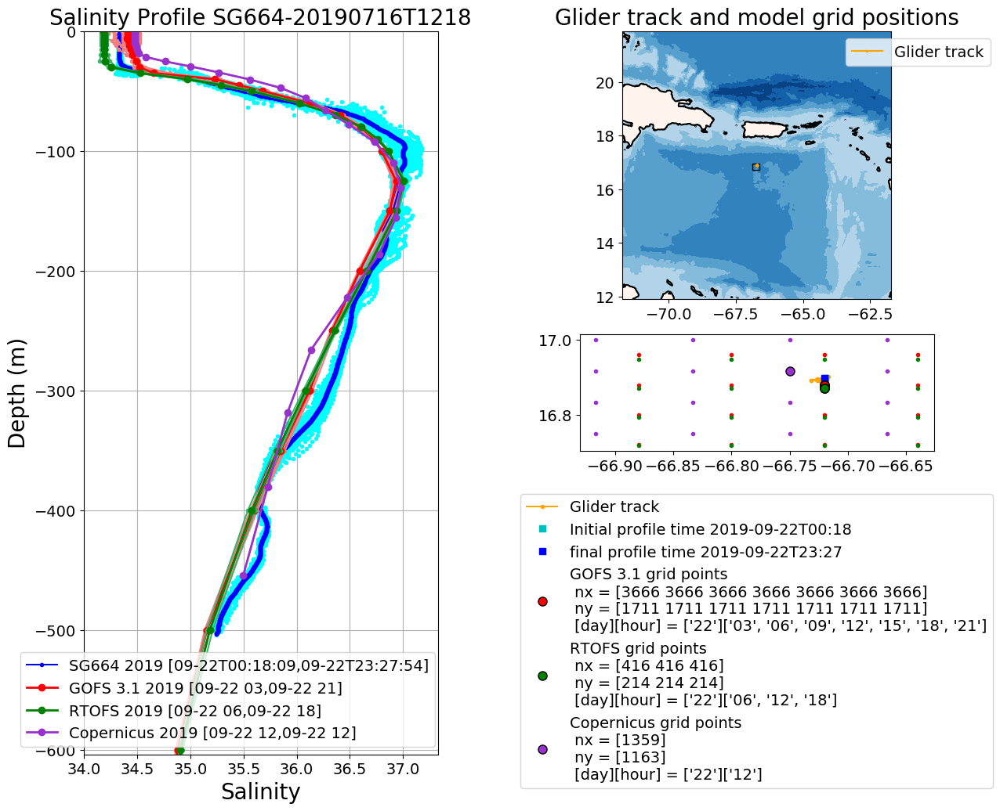 Salinity Profile SG664-20190716T1218
0
−100
−200
−300
−400
−500
−600
Depth (m)
34.0 34.5 35.0 35.5 36.0 36.5 37.0
Salinity
SG664 2019 [09-22T00:18:09,09-22T23:27:54]
GOFS 3.1 2019 [09-22 03,09-22 21]
RTOFS 2019 [09-22 06,09-22 18]
Copernicus 2019 [09-22 12,09-22 12]
Glider track and model grid positions
Glider track
20
18
16
14
12
−70.0 −67.5 −65.0 −62.5
17.0
16.8
−66.90 −66.85 −66.80 −66.75 −66.70 −66.65
Glider track
Initial profile time 2019-09-22T00:18
final profile time 2019-09-22T23:27
GOFS 3.1 grid points
nx = [3666 3666 3666 3666 3666 3666 3666]
ny = [1711 1711 1711 1711 1711 1711 1711]
[day][hour] = ['22']['03', '06', '09', '12', '15', '18', '21']
RTOFS grid points
nx = [416 416 416]
ny = [214 214 214]
[day][hour] = ['22']['06', '12', '18']
Copernicus grid points
nx = [1359]
ny = [1163]
[day][hour] = ['22']['12']